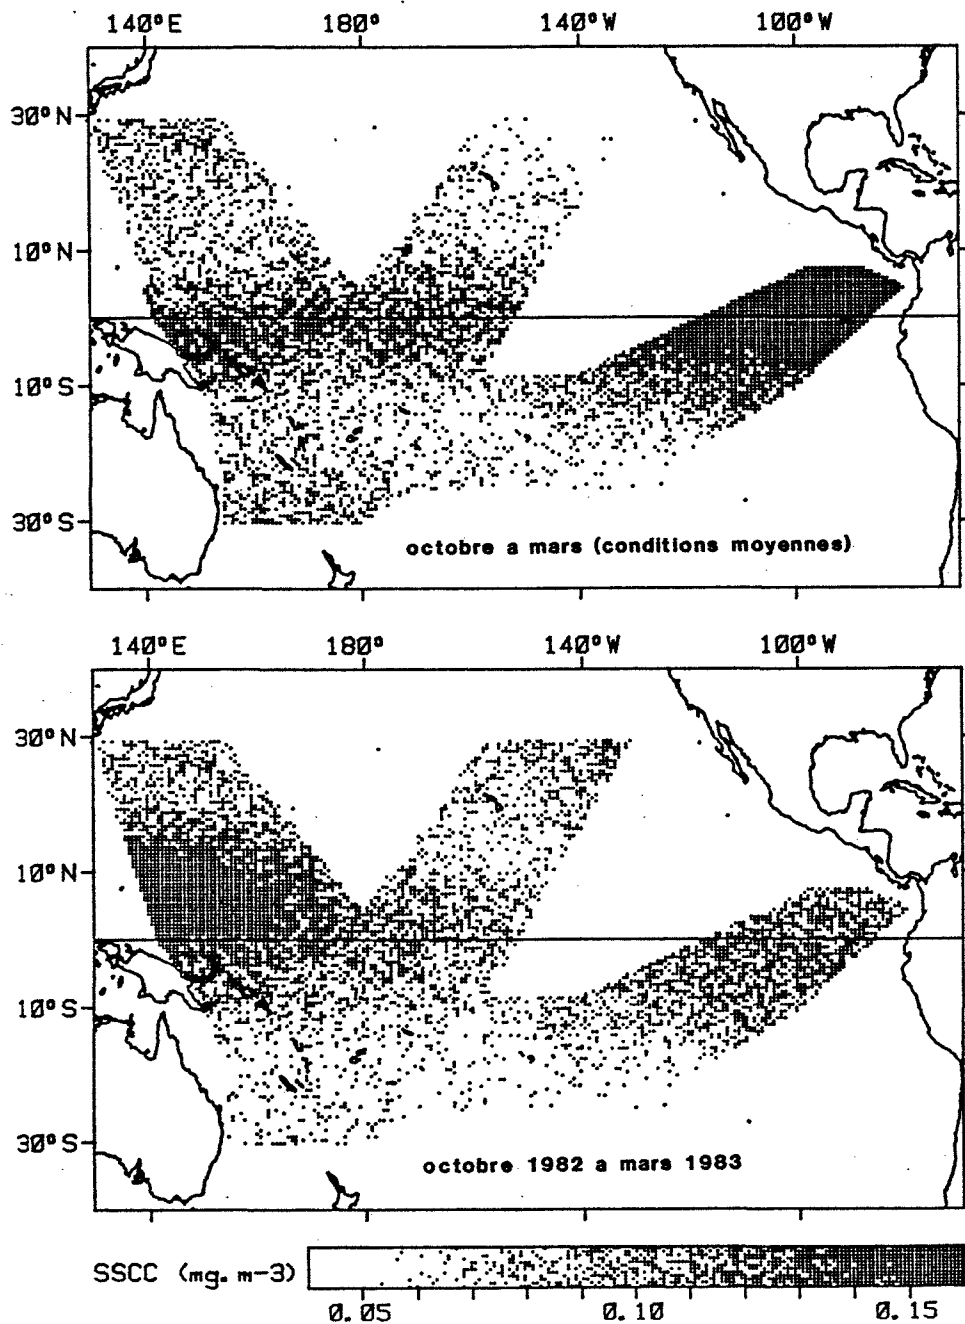 140°E 180° 140°W 100°W
30°N
10°N
10°S
30°S
octobre a mars (conditions moyennes)
140°E 180° 140°W 100°W
30°N
10°N
10°S
30°S
octobre 1982 a mars 1983
SSCC (mg. m-3)
0.05 0.10 0.15